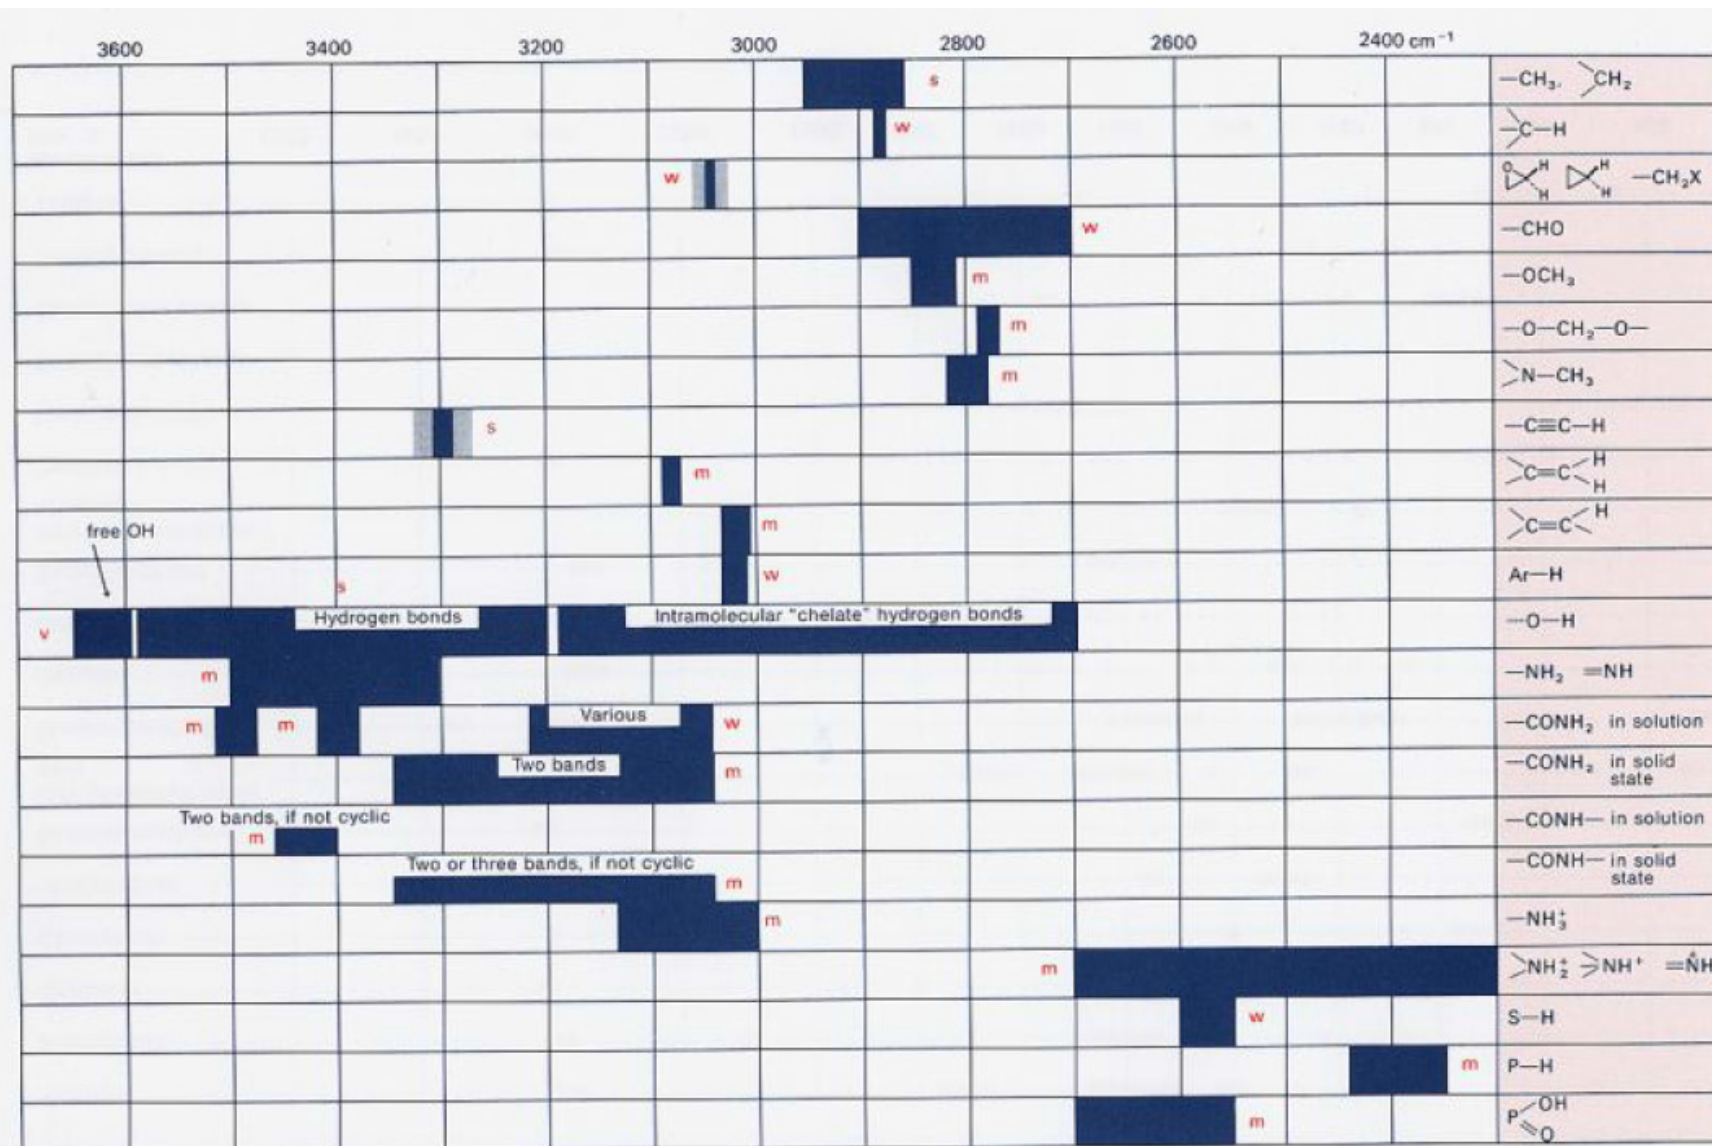 3600 3400 3200 3000 2800 2600 2400 cm⁻¹
s —CH₃, >CH₂
w >C—H
w O H H H H —CH₂X
w —CHO
m —OCH₃
m —O—CH₂—O—
m >N—CH₃
s —C≡C—H
m >C=C< H H
free OH m >C=C< H
s w Ar—H
v Hydrogen bonds Intramolecular "chelate" hydrogen bonds —O—H
m —NH₂ =NH
m m Various w —CONH₂ in solution
Two bands m —CONH₂ in solid
state
Two bands, if not cyclic
m —CONH— in solution
Two or three bands, if not cyclic —CONH— in solid
m state
m —NH₃⁺
m >NH₂⁺ >NH⁺ =NH
w S—H
m P—H
m P OH O